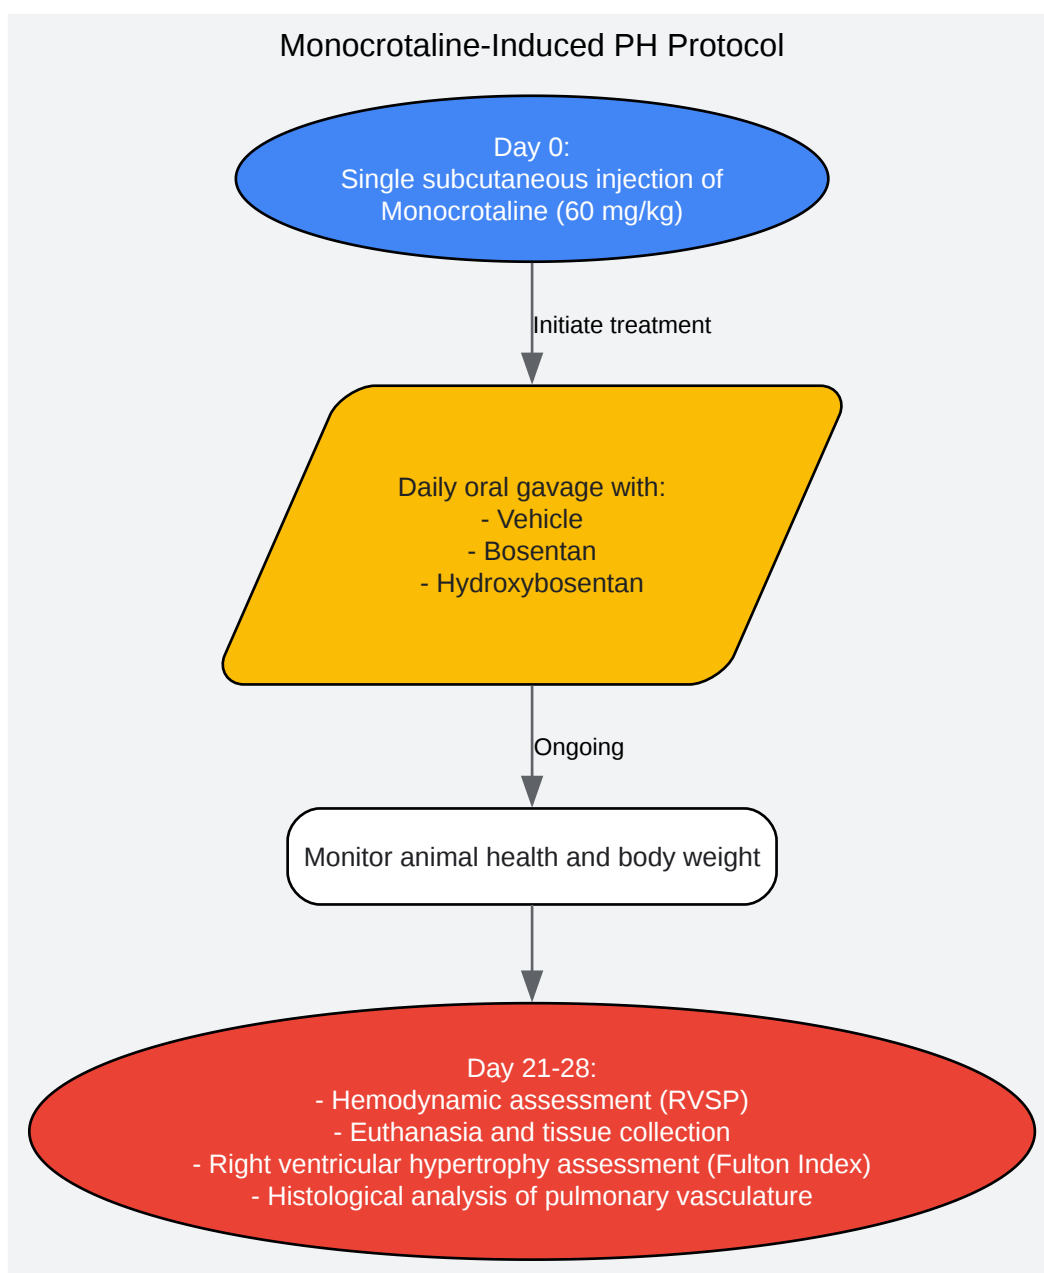 Monocrotaline-Induced PH Protocol
Day 0:
Single subcutaneous injection of
Monocrotaline (60 mg/kg)
Initiate treatment
Daily oral gavage with:
- Vehicle
- Bosentan
- Hydroxybosentan
Ongoing
Monitor animal health and body weight
Day 21-28:
- Hemodynamic assessment (RVSP)
- Euthanasia and tissue collection
- Right ventricular hypertrophy assessment (Fulton Index)
- Histological analysis of pulmonary vasculature